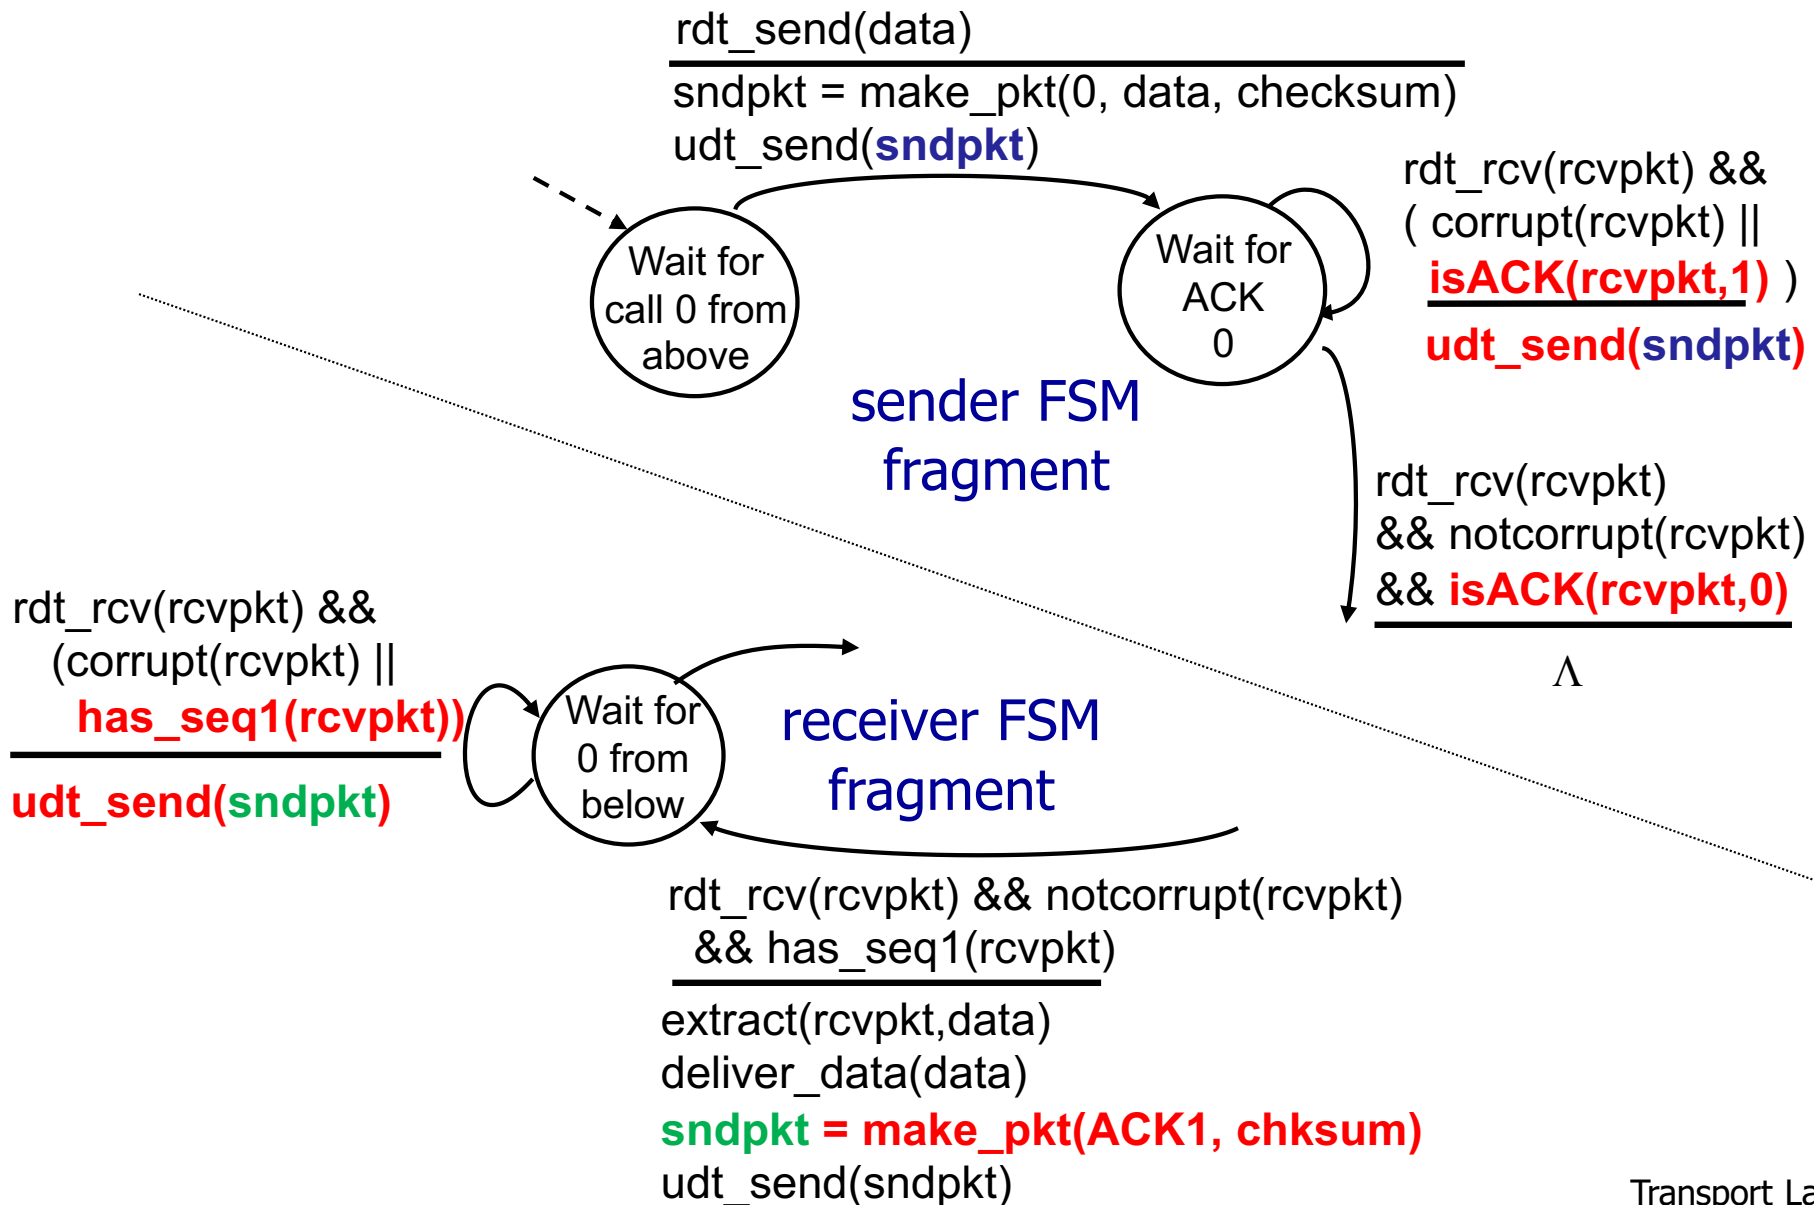 rdt_send(data)
sndpkt = make_pkt(0, data, checksum)
udt_send(sndpkt)
Wait for
call 0 from
above
Wait for
ACK
0
rdt_rcv(rcvpkt) &&
( corrupt(rcvpkt) ||
isACK(rcvpkt,1) )
udt_send(sndpkt)
sender FSM
fragment
rdt_rcv(rcvpkt)
&& notcorrupt(rcvpkt)
&& isACK(rcvpkt,0)
Λ
rdt_rcv(rcvpkt) &&
(corrupt(rcvpkt) ||
has_seq1(rcvpkt))
udt_send(sndpkt)
Wait for
0 from
below
receiver FSM
fragment
rdt_rcv(rcvpkt) && notcorrupt(rcvpkt)
&& has_seq1(rcvpkt)
extract(rcvpkt,data)
deliver_data(data)
sndpkt = make_pkt(ACK1, chksum)
udt_send(sndpkt)
Transport La